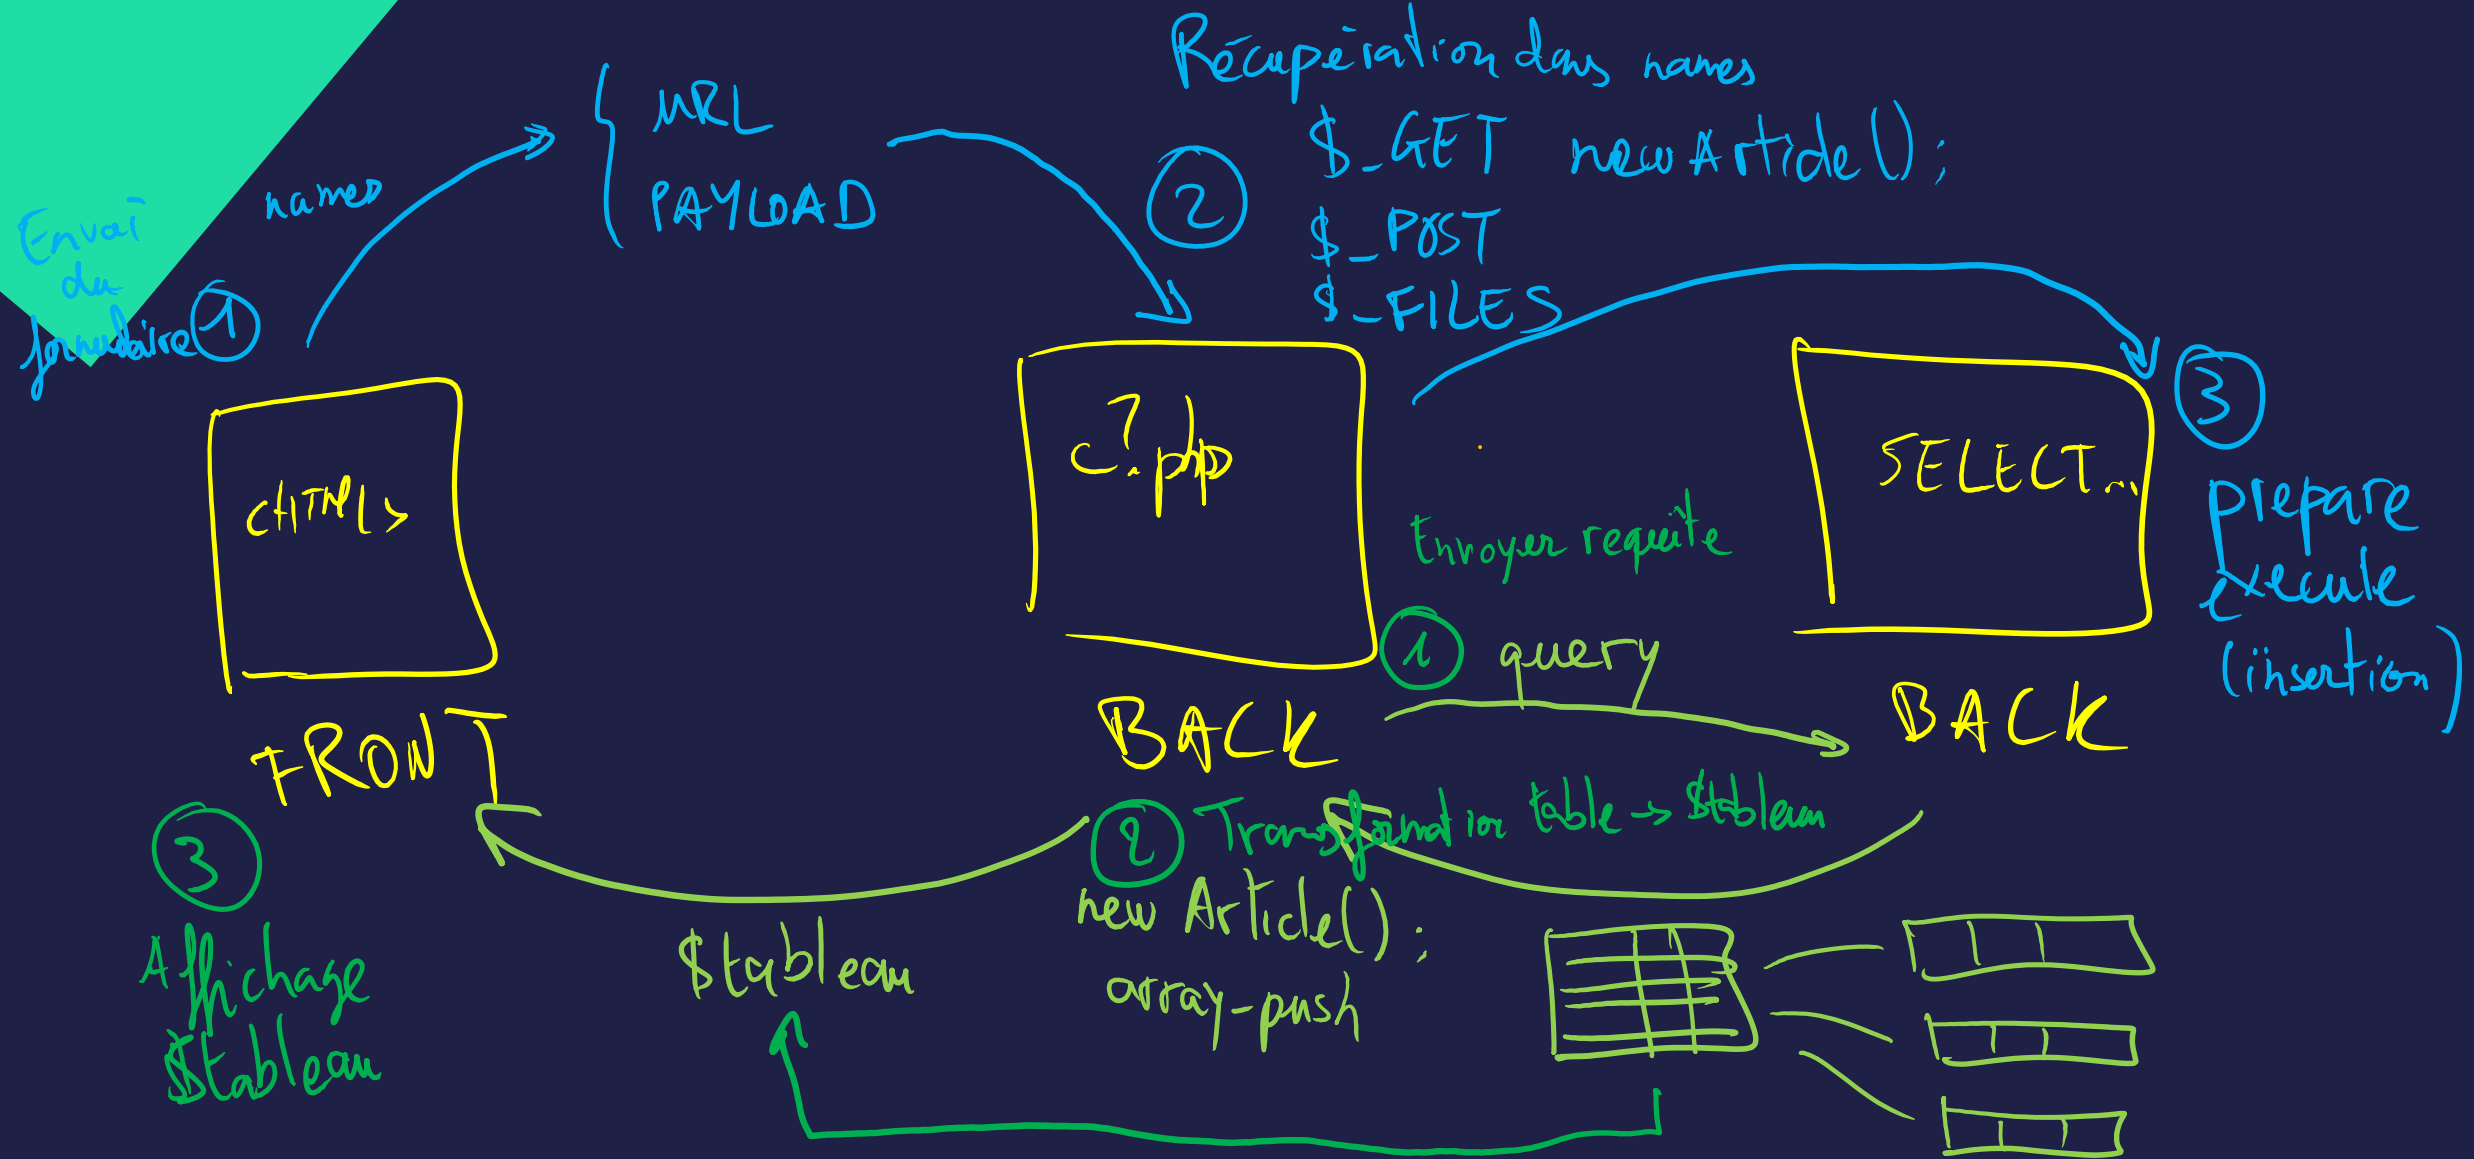 Récupération dans names
$_GET new Article();
$_POST
$_FILES
2
URL
PAYLOAD
names
Envoi
du
formulaire
1
<HTML>
FRONT
<?php
BACK
SELECT...
BACK
3
prepare
execute
(insertion)
Envoyer requête
1
query
2
Transformation table -> $tableau
new Article();
array_push
$tableau
3
Affichage
$tableau